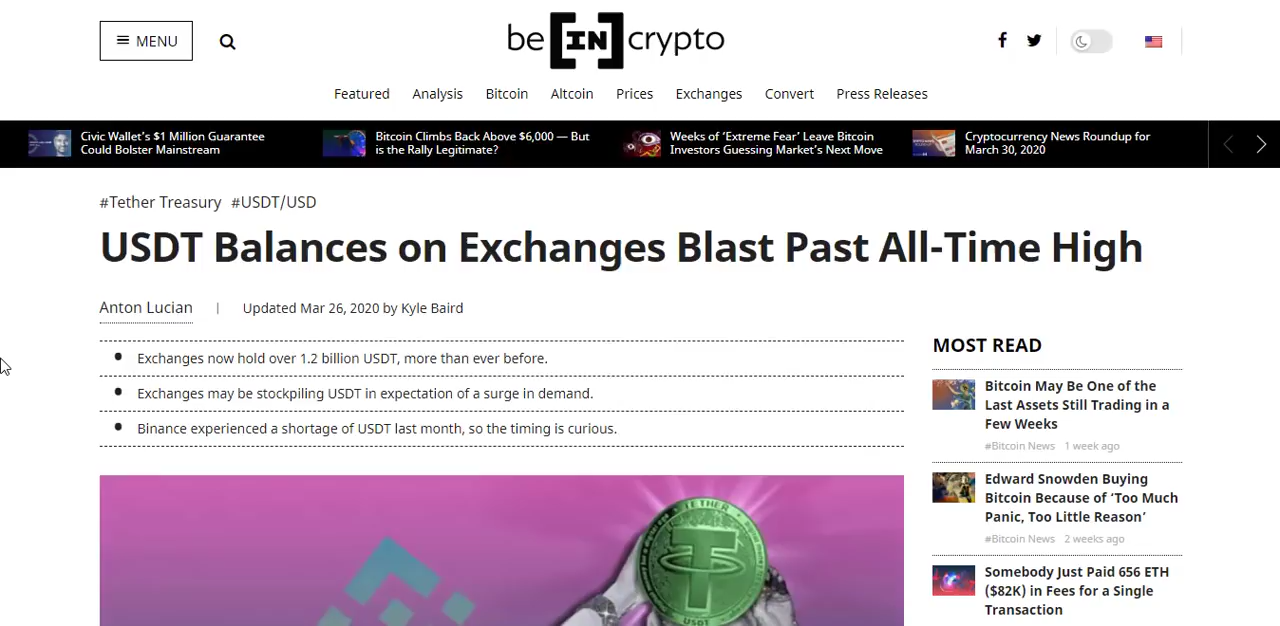 MENU
be[IN]crypto
Featured
Analysis
Bitcoin
Altcoin
Prices
Exchanges
Convert
Press Releases
Civic Wallet’s $1 Million Guarantee
Could Bolster Mainstream
Bitcoin Climbs Back Above $6,000 — But
is the Rally Legitimate?
Weeks of ‘Extreme Fear’ Leave Bitcoin
Investors Guessing Market’s Next Move
Cryptocurrency News Roundup for
March 30, 2020
#Tether Treasury #USDT/USD
USDT Balances on Exchanges Blast Past All-Time High
Anton Lucian | Updated Mar 26, 2020 by Kyle Baird
Exchanges now hold over 1.2 billion USDT, more than ever before.
Exchanges may be stockpiling USDT in expectation of a surge in demand.
Binance experienced a shortage of USDT last month, so the timing is curious.
TETHER
USDT
MOST READ
Bitcoin May Be One of the
Last Assets Still Trading in a
Few Weeks
#Bitcoin News 1 week ago
Edward Snowden Buying
Bitcoin Because of ‘Too Much
Panic, Too Little Reason’
#Bitcoin News 2 weeks ago
Somebody Just Paid 656 ETH
($82K) in Fees for a Single
Transaction